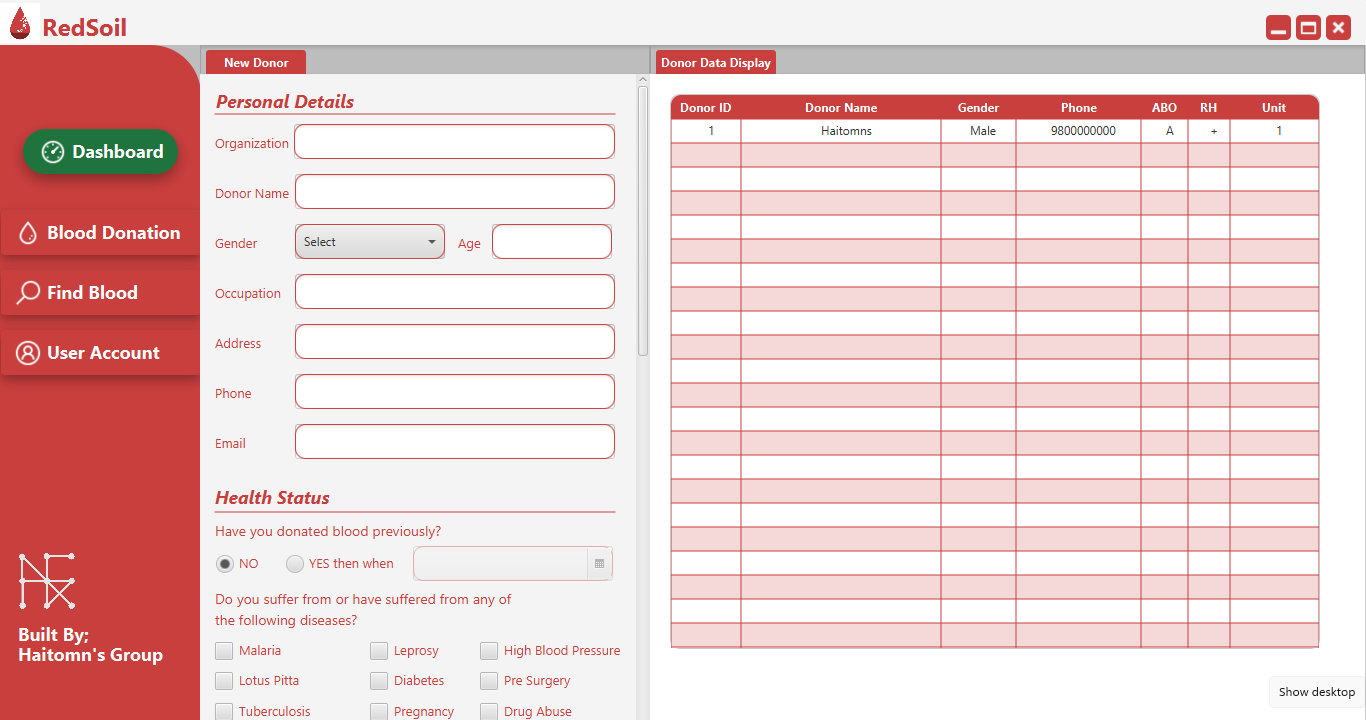 RedSoil
Dashboard
Blood Donation
Find Blood
User Account
Built By;
Haitomn's Group
New Donor
Personal Details
Organization
Donor Name
Gender Select Age
Occupation
Address
Phone
Email
Health Status
Have you donated blood previously?
NO YES then when
Do you suffer from or have suffered from any of
the following diseases?
Malaria Leprosy High Blood Pressure
Lotus Pitta Diabetes Pre Surgery
Tuberculosis Pregnancy Drug Abuse
Donor Data Display
Donor ID Donor Name Gender Phone ABO RH Unit
1 Haitomns Male 9800000000 A + 1
Show desktop